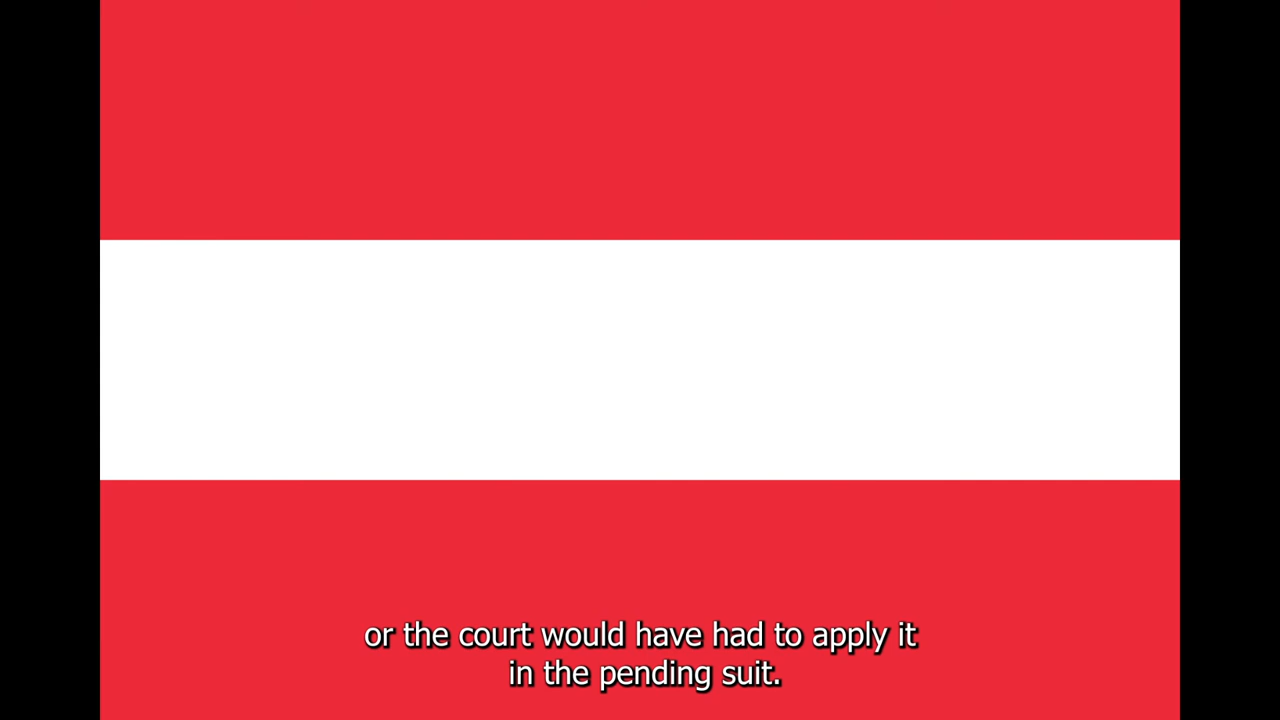 or the court would have had to apply it
in the pending suit.